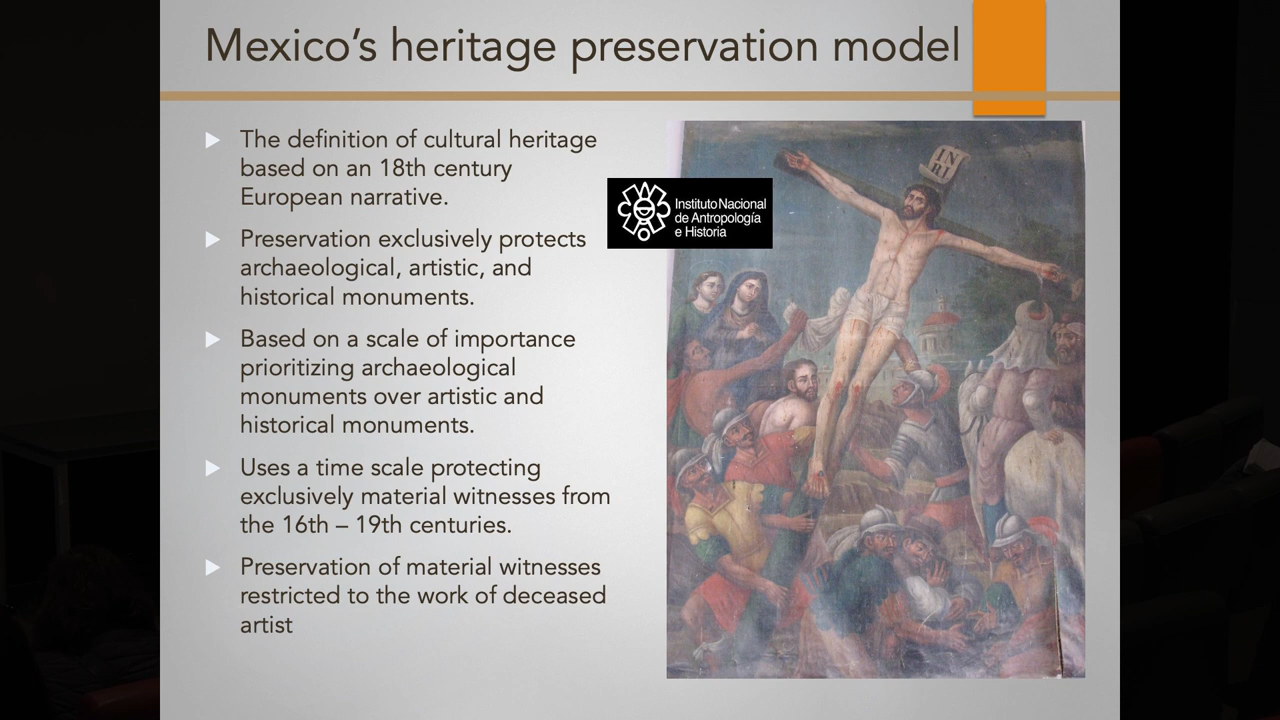 Mexico’s heritage preservation model
The definition of cultural heritage
based on an 18th century
European narrative.
Preservation exclusively protects
archaeological, artistic, and
historical monuments.
Based on a scale of importance
prioritizing archaeological
monuments over artistic and
historical monuments.
Uses a time scale protecting
exclusively material witnesses from
the 16th – 19th centuries.
Preservation of material witnesses
restricted to the work of deceased
artist
Instituto Nacional
de Antropología
e Historia
IN
RI